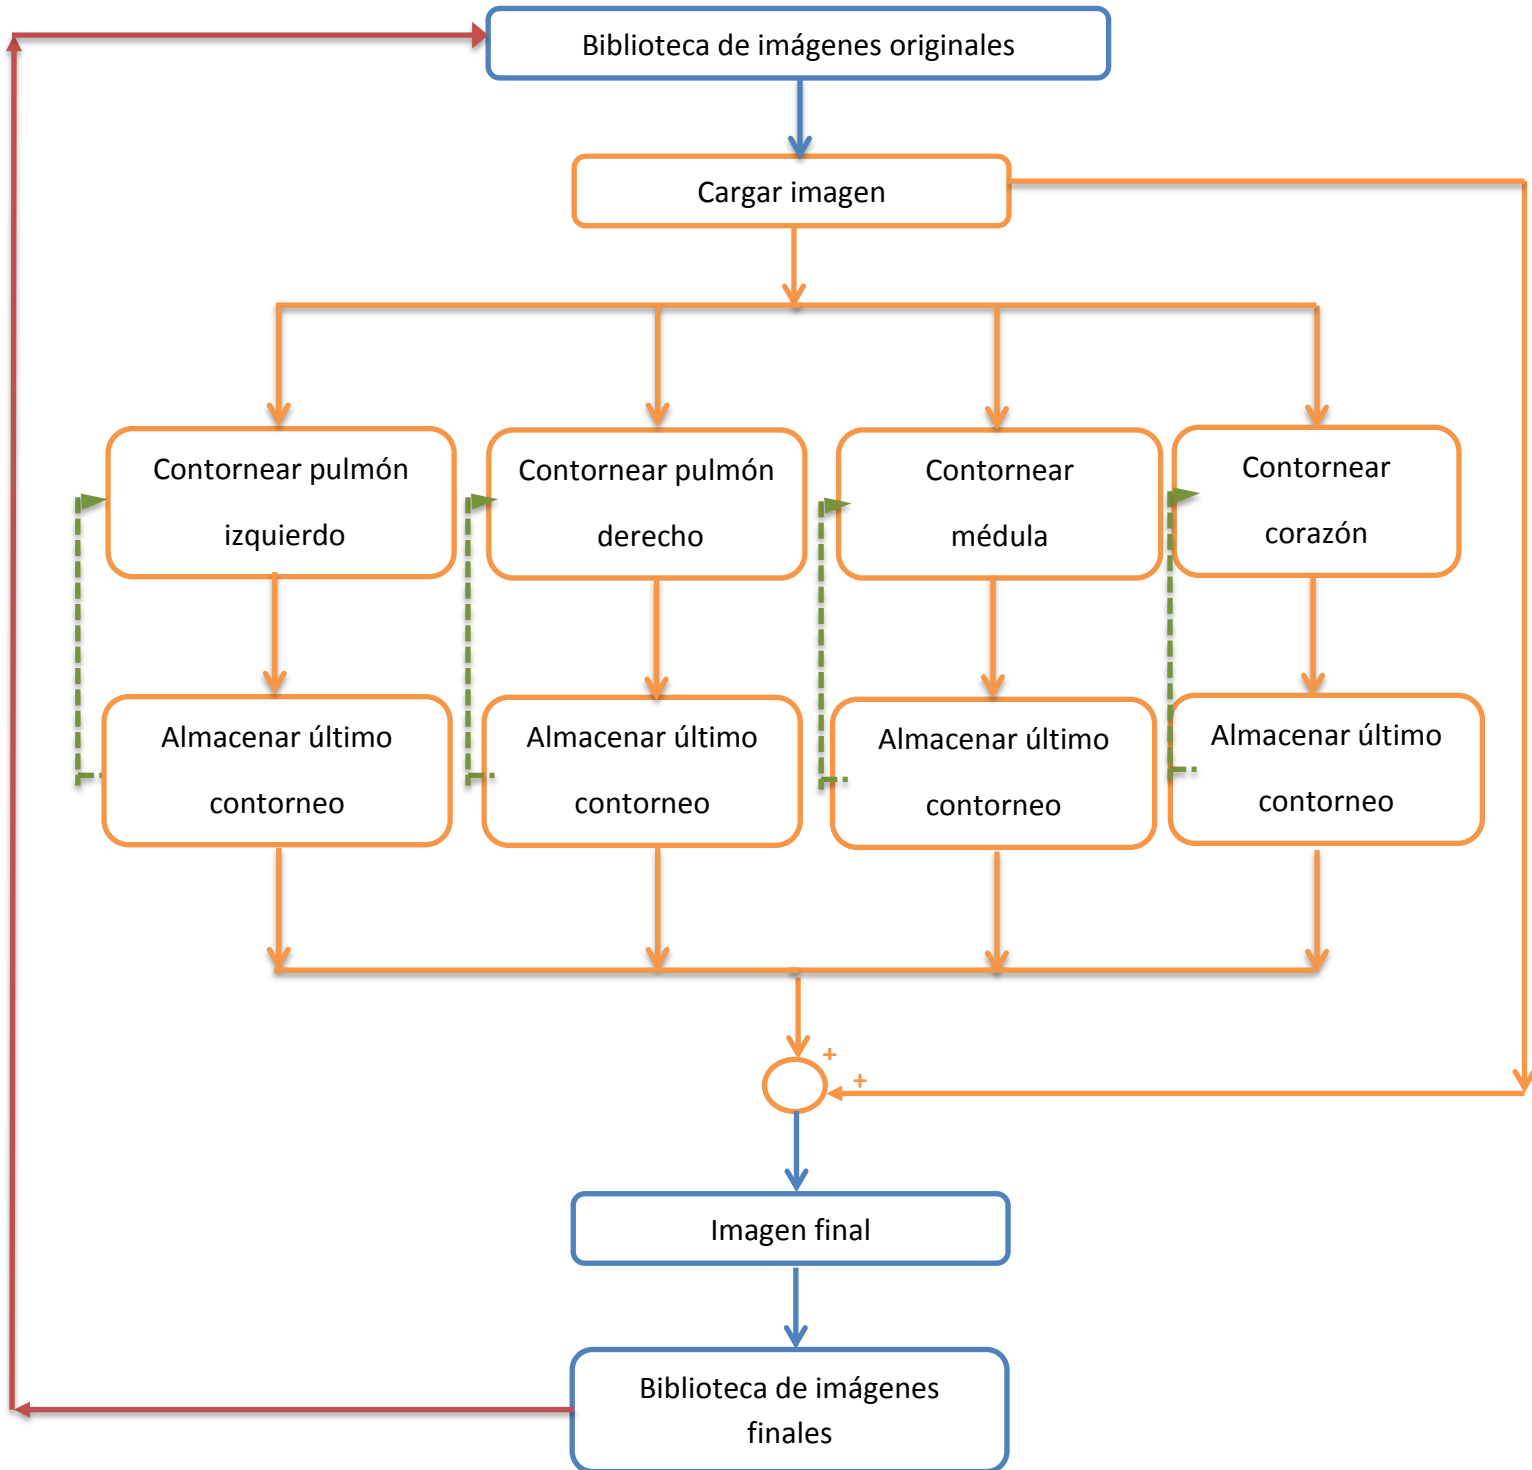 Biblioteca de imágenes originales
Cargar imagen
Contornear pulmón
izquierdo
Contornear pulmón
derecho
Contornear
médula
Contornear
corazón
Almacenar último
contorneo
Almacenar último
contorneo
Almacenar último
contorneo
Almacenar último
contorneo
+
+
Imagen final
Biblioteca de imágenes
finales